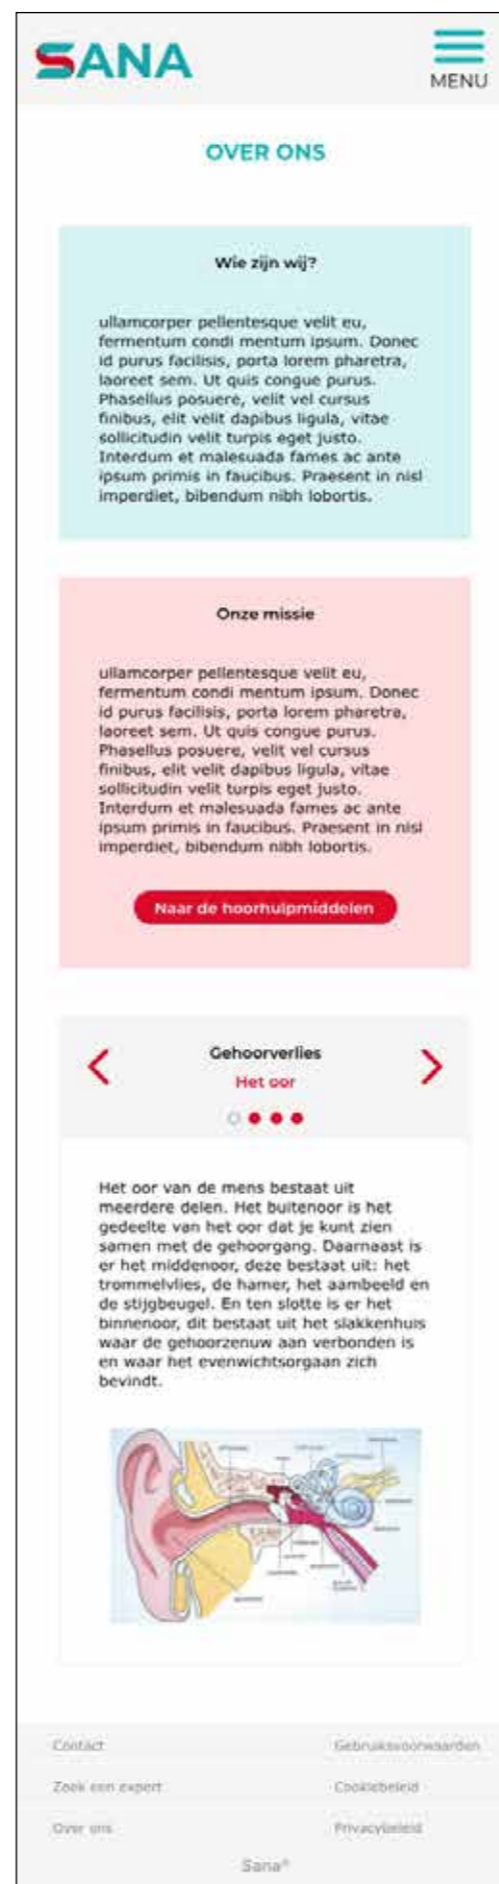 SANA
MENU
OVER ONS
Wie zijn wij?
ullamcorper pellentesque velit eu,
fermentum condi mentum ipsum. Donec
id purus facilisis, porta lorem pharetra,
laoreet sem. Ut quis congue purus.
Phasellus posuere, velit vel cursus
finibus, elit velit dapibus ligula, vitae
sollicitudin velit turpis eget justo.
Interdum et malesuada fames ac ante
ipsum primis in faucibus. Praesent in nisl
imperdiet, bibendum nibh lobortis.
Onze missie
ullamcorper pellentesque velit eu,
fermentum condi mentum ipsum. Donec
id purus facilisis, porta lorem pharetra,
laoreet sem. Ut quis congue purus.
Phasellus posuere, velit vel cursus
finibus, elit velit dapibus ligula, vitae
sollicitudin velit turpis eget justo.
Interdum et malesuada fames ac ante
ipsum primis in faucibus. Praesent in nisl
imperdiet, bibendum nibh lobortis.
Naar de hoorhulpmiddelen
Gehoorverlies
Het oor
Het oor van de mens bestaat uit
meerdere delen. Het buitenoor is het
gedeelte van het oor dat je kunt zien
samen met de gehoorgang. Daarnaast is
er het middenoor, deze bestaat uit: het
trommelvlies, de hamer, het aambeeld en
de stijgbeugel. En ten slotte is er het
binnenoor, dit bestaat uit het slakkenhuis
waar de gehoorzenuw aan verbonden is
en waar het evenwichtsorgaan zich
bevindt.
Contact
Gebruiksvoorwaarden
Zoek een expert
Cookiebeleid
Over ons
Privacybeleid
Sana®